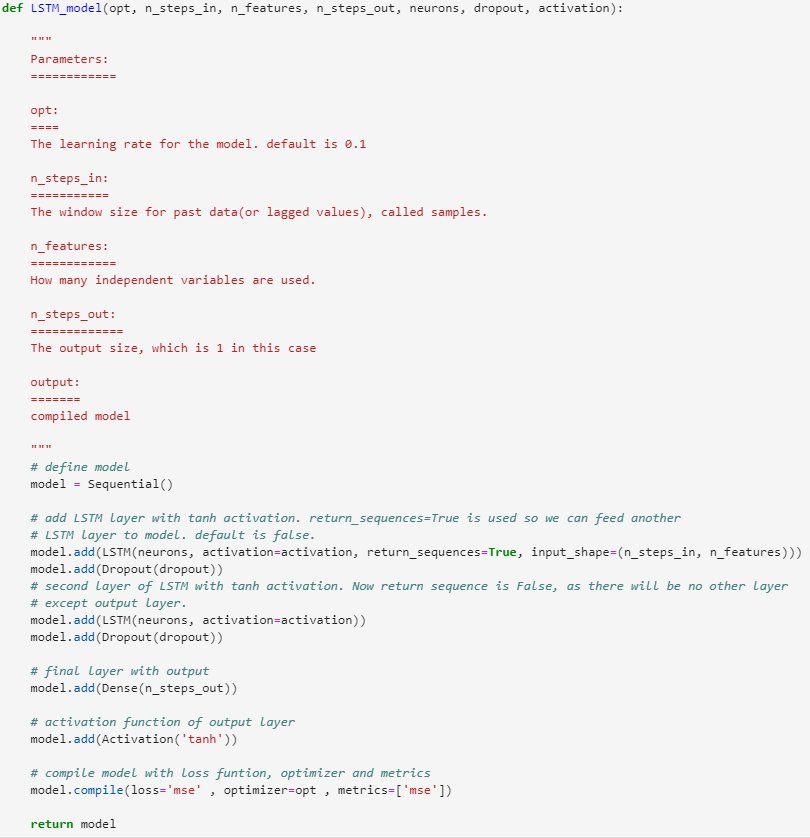 def LSTM_model(opt, n_steps_in, n_features, n_steps_out, neurons, dropout, activation):
"""
Parameters:
============
opt:
====
The learning rate for the model. default is 0.1
n_steps_in:
===========
The window size for past data(or lagged values), called samples.
n_features:
============
How many independent variables are used.
n_steps_out:
=============
The output size, which is 1 in this case
output:
=======
compiled model
"""
# define model
model = Sequential()
# add LSTM layer with tanh activation. return_sequences=True is used so we can feed another
# LSTM layer to model. default is false.
model.add(LSTM(neurons, activation=activation, return_sequences=True, input_shape=(n_steps_in, n_features)))
model.add(Dropout(dropout))
# second layer of LSTM with tanh activation. Now return sequence is False, as there will be no other layer
# except output layer.
model.add(LSTM(neurons, activation=activation))
model.add(Dropout(dropout))
# final layer with output
model.add(Dense(n_steps_out))
# activation function of output layer
model.add(Activation('tanh'))
# compile model with loss funtion, optimizer and metrics
model.compile(loss='mse' , optimizer=opt , metrics=['mse'])
return model